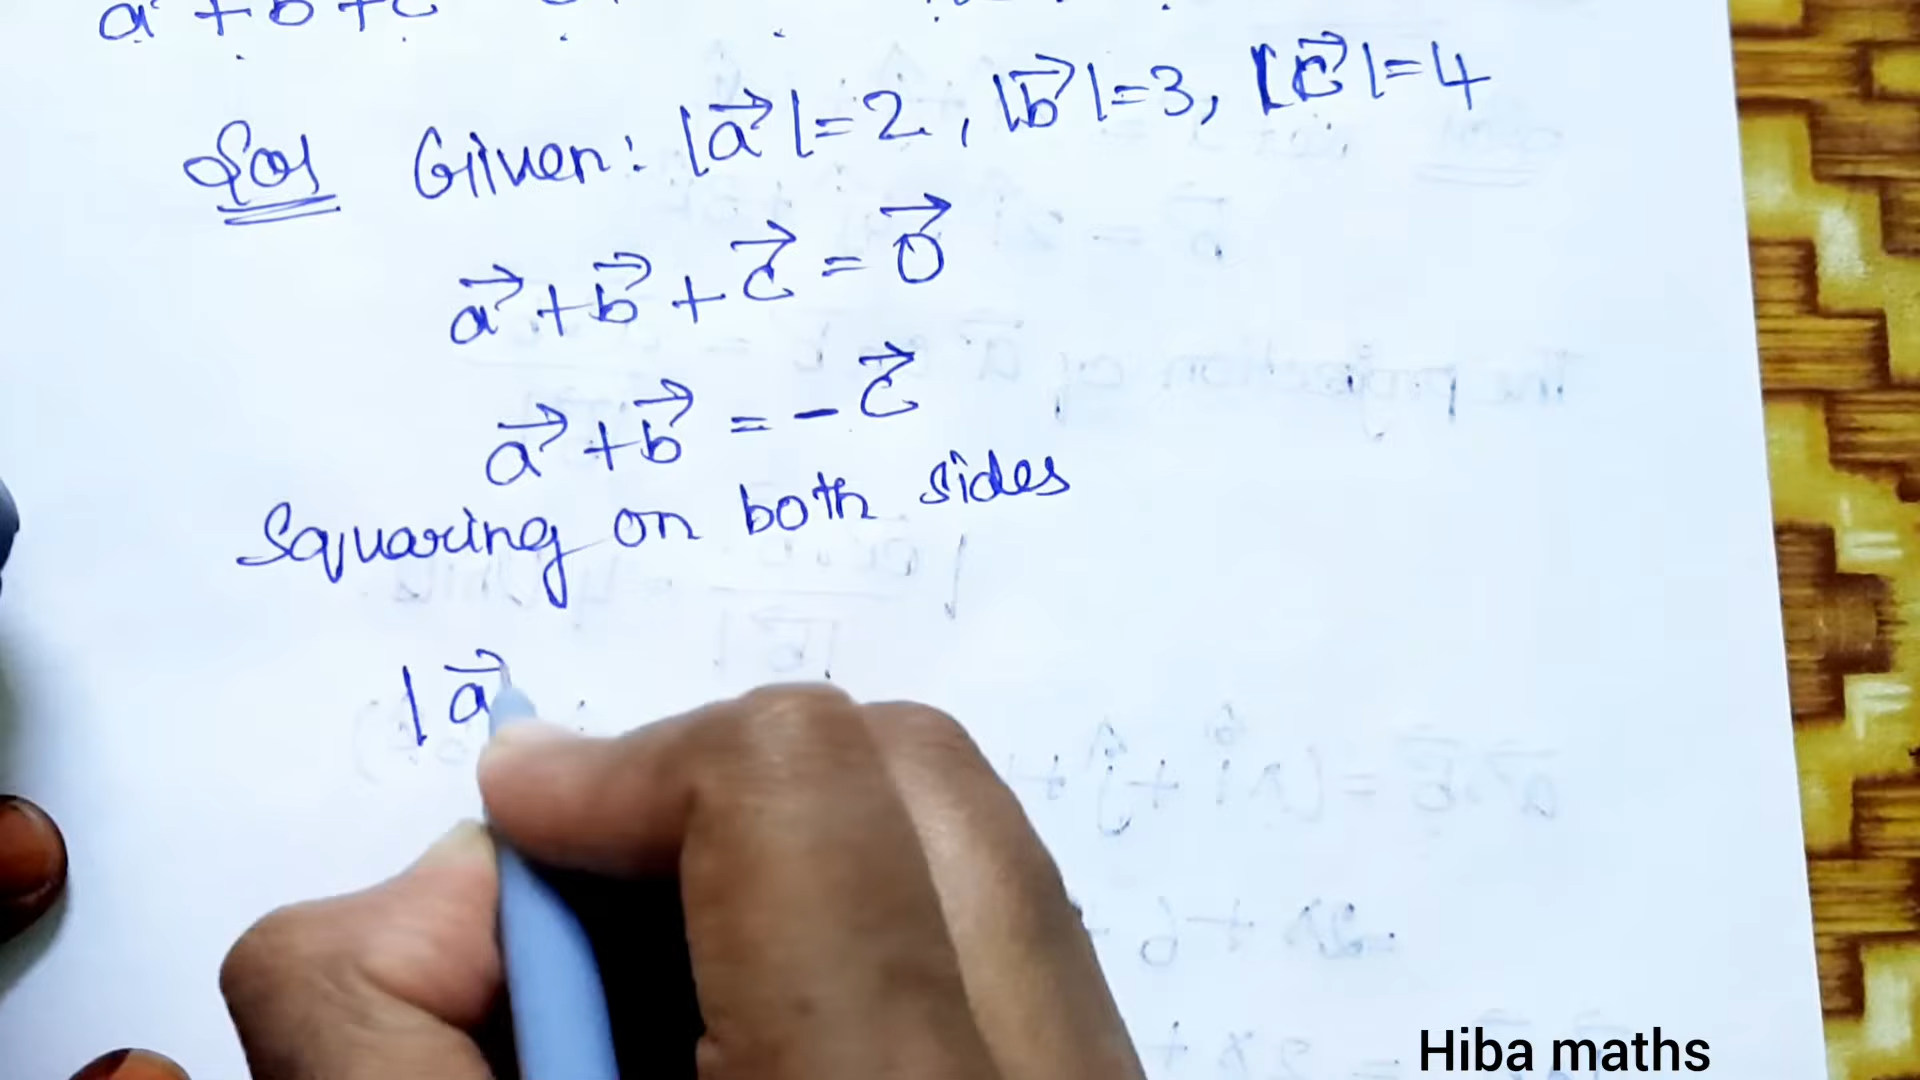 a + b + c
Sol Given: |a⃗| = 2, |b⃗| = 3, |c⃗| = 4
a⃗ + b⃗ + c⃗ = 0⃗
a⃗ + b⃗ = - c⃗
Squaring on both sides
|a⃗
Hiba maths